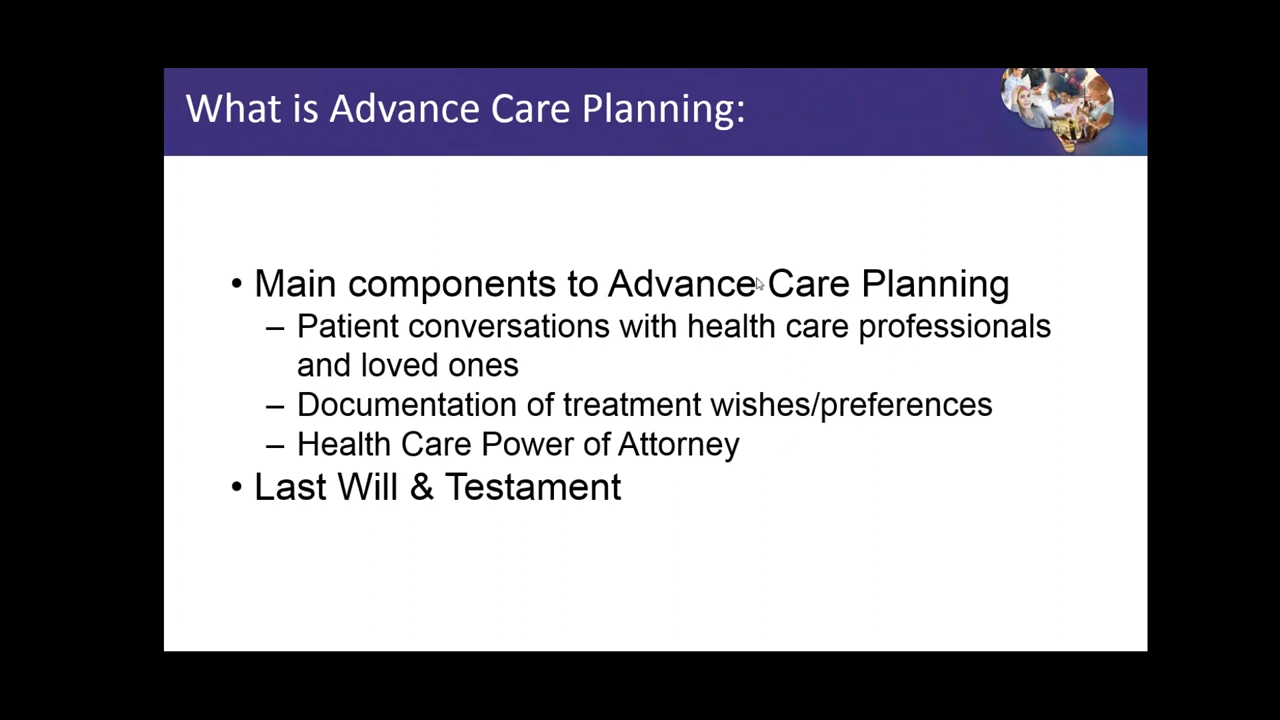 What is Advance Care Planning:
• Main components to Advance Care Planning
– Patient conversations with health care professionals
and loved ones
– Documentation of treatment wishes/preferences
– Health Care Power of Attorney
• Last Will & Testament